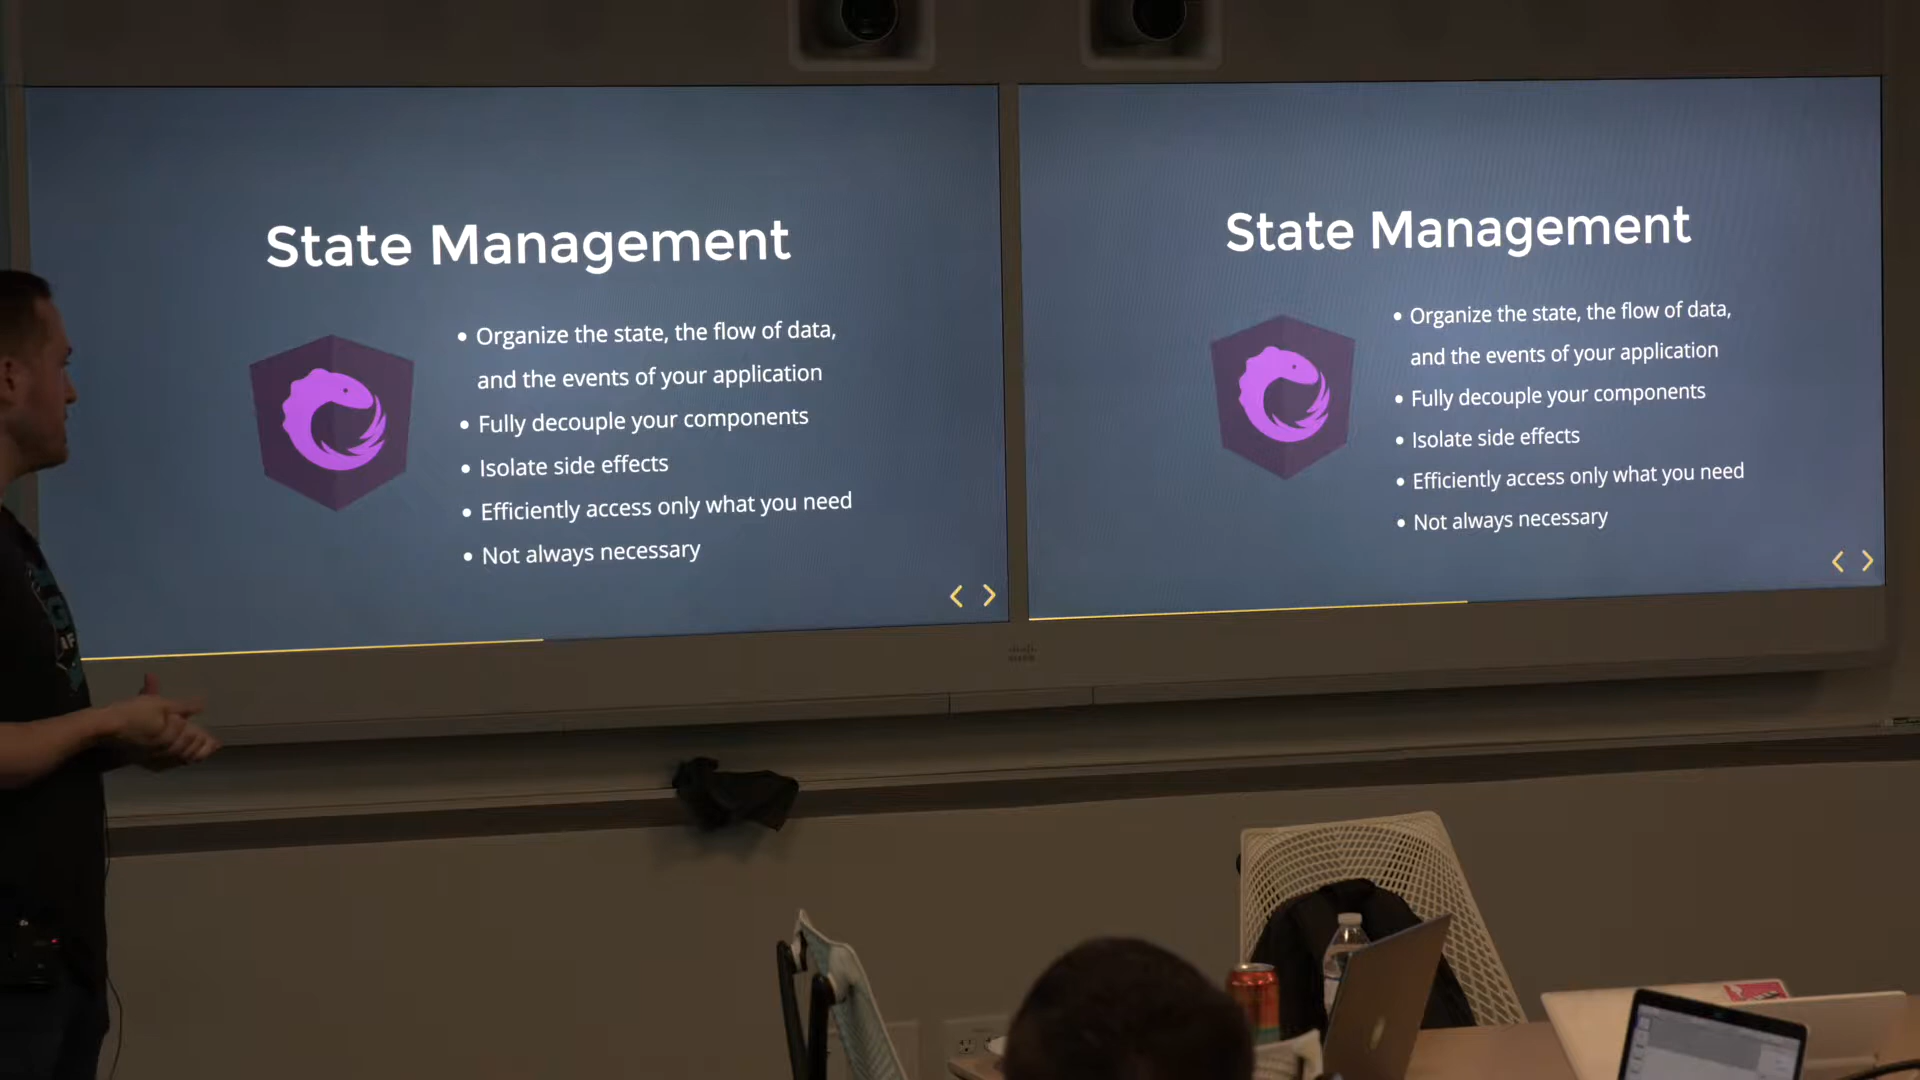 State Management
• Organize the state, the flow of data,
and the events of your application
• Fully decouple your components
• Isolate side effects
• Efficiently access only what you need
• Not always necessary
State Management
• Organize the state, the flow of data,
and the events of your application
• Fully decouple your components
• Isolate side effects
• Efficiently access only what you need
• Not always necessary